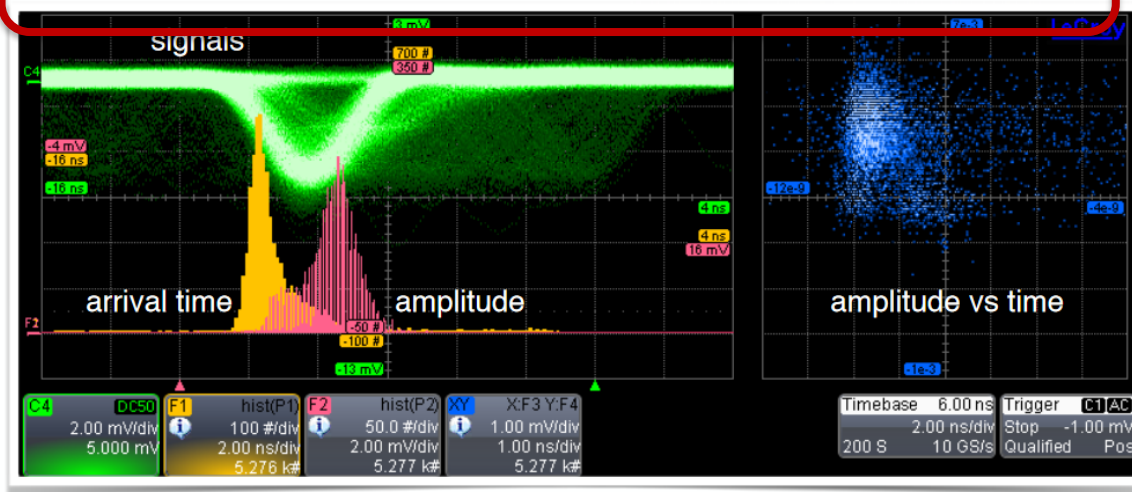 3 mV
7e-3
LeCroy
signals
700 #
350 #
C4
-4 mV
-16 ns
-16 ns
-12e-9
4 ns
-4e-9
4 ns
16 mV
arrival time
amplitude
amplitude vs time
F2
-50 #
-100 #
-13 mV
-1e-3
C4 DC50
2.00 mV/div
5.000 mV
F1 hist(P1)
100 #/div
2.00 ns/div
5.276 k#
F2 hist(P2)
50.0 #/div
2.00 mV/div
5.277 k#
XY X:F3 Y:F4
1.00 mV/div
1.00 ns/div
5.277 k#
Timebase 6.00 ns
2.00 ns/div
200 S 10 GS/s
Trigger C1 AC
Stop -1.00 mV
Qualified Pos